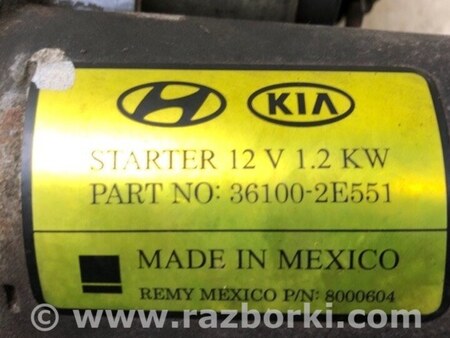 KIA
STARTER 12 V 1.2 KW
PART NO: 36100-2E551
MADE IN MEXICO
REMY MEXICO P/N: 8000604
© www.razborki.com